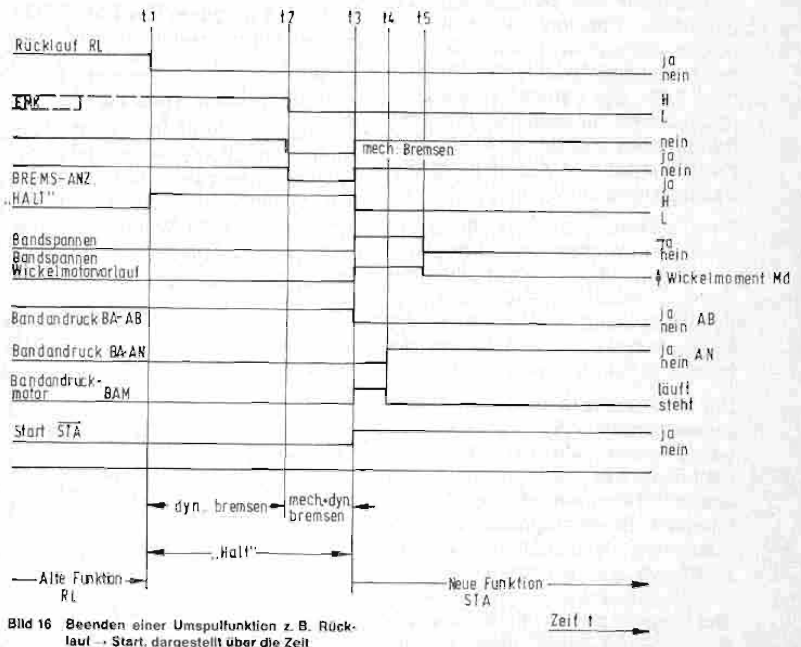 t1 t2 t3 t4 t5
Rücklauf RL
ja
nein
H
L
nein
mech. Bremsen
ja
nein
BREMS-ANZ.
ja
„HALT"
H
L
Bandspannen
ja
nein
Bandspannen
Wickelmotorvorlauf
Wickelmoment Md
Bandandruck BA-AB
ja
nein AB
Bandandruck BA-AN
ja
nein AN
Bandandruck-
motor BAM
läuft
steht
Start STA
ja
nein
dyn. bremsen
mech.+dyn.
bremsen
„Halt"
Alte Funktion
RL
Neue Funktion
STA
Zeit t
Bild 16 Beenden einer Umspulfunktion z. B. Rück-
lauf → Start, dargestellt über die Zeit